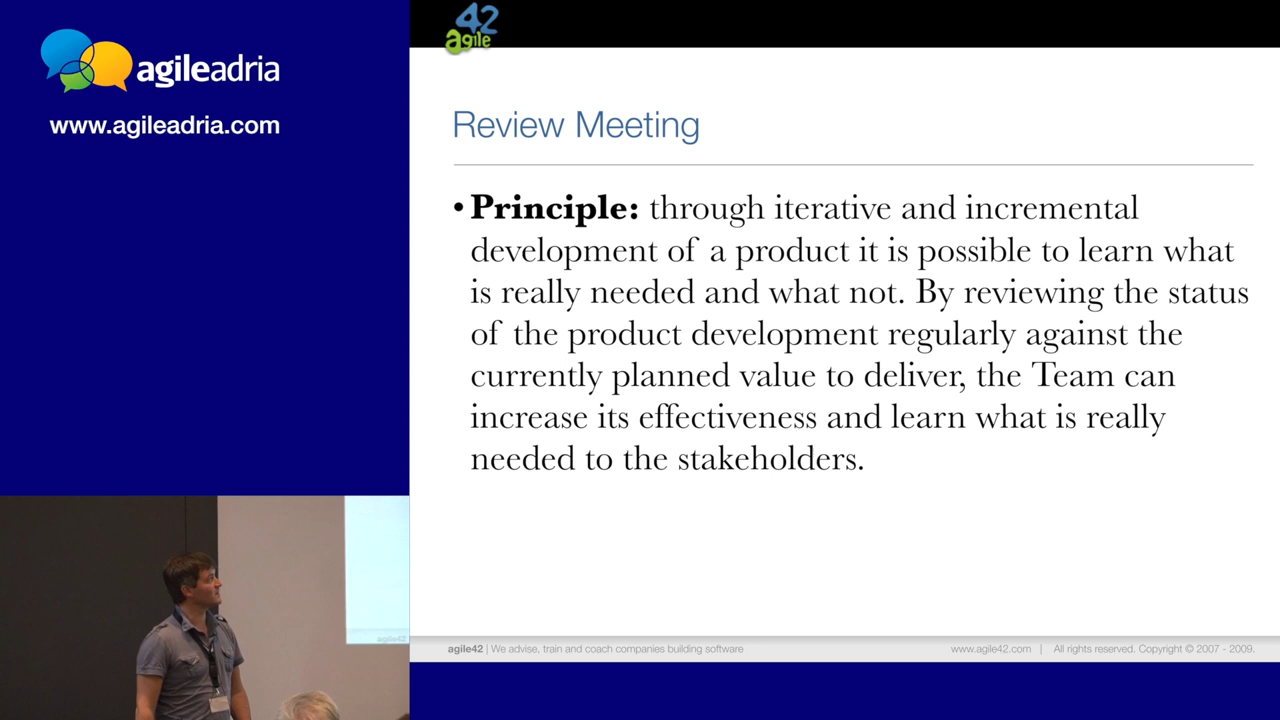 agileadria
www.agileadria.com
42
agile
Review Meeting
• Principle: through iterative and incremental
development of a product it is possible to learn what
is really needed and what not. By reviewing the status
of the product development regularly against the
currently planned value to deliver, the Team can
increase its effectiveness and learn what is really
needed to the stakeholders.
agile42
agile42 | We advise, train and coach companies building software
www.agile42.com | All rights reserved. Copyright © 2007 - 2009.